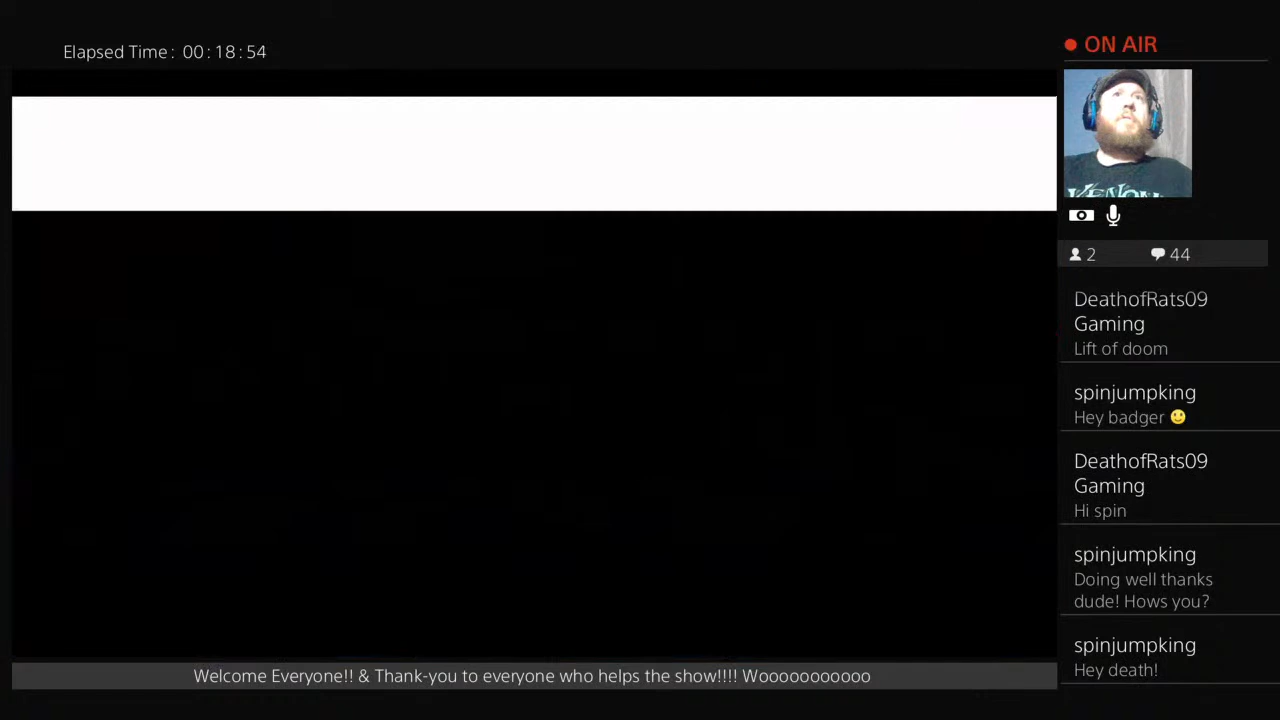 Elapsed Time: 00:18:54
ON AIR
VENOM
2 44
DeathofRats09
Gaming
Lift of doom
spinjumpking
Hey badger 🙂
DeathofRats09
Gaming
Hi spin
spinjumpking
Doing well thanks
dude! Hows you?
spinjumpking
Hey death!
Welcome Everyone!! & Thank-you to everyone who helps the show!!!! Wooooooooooo